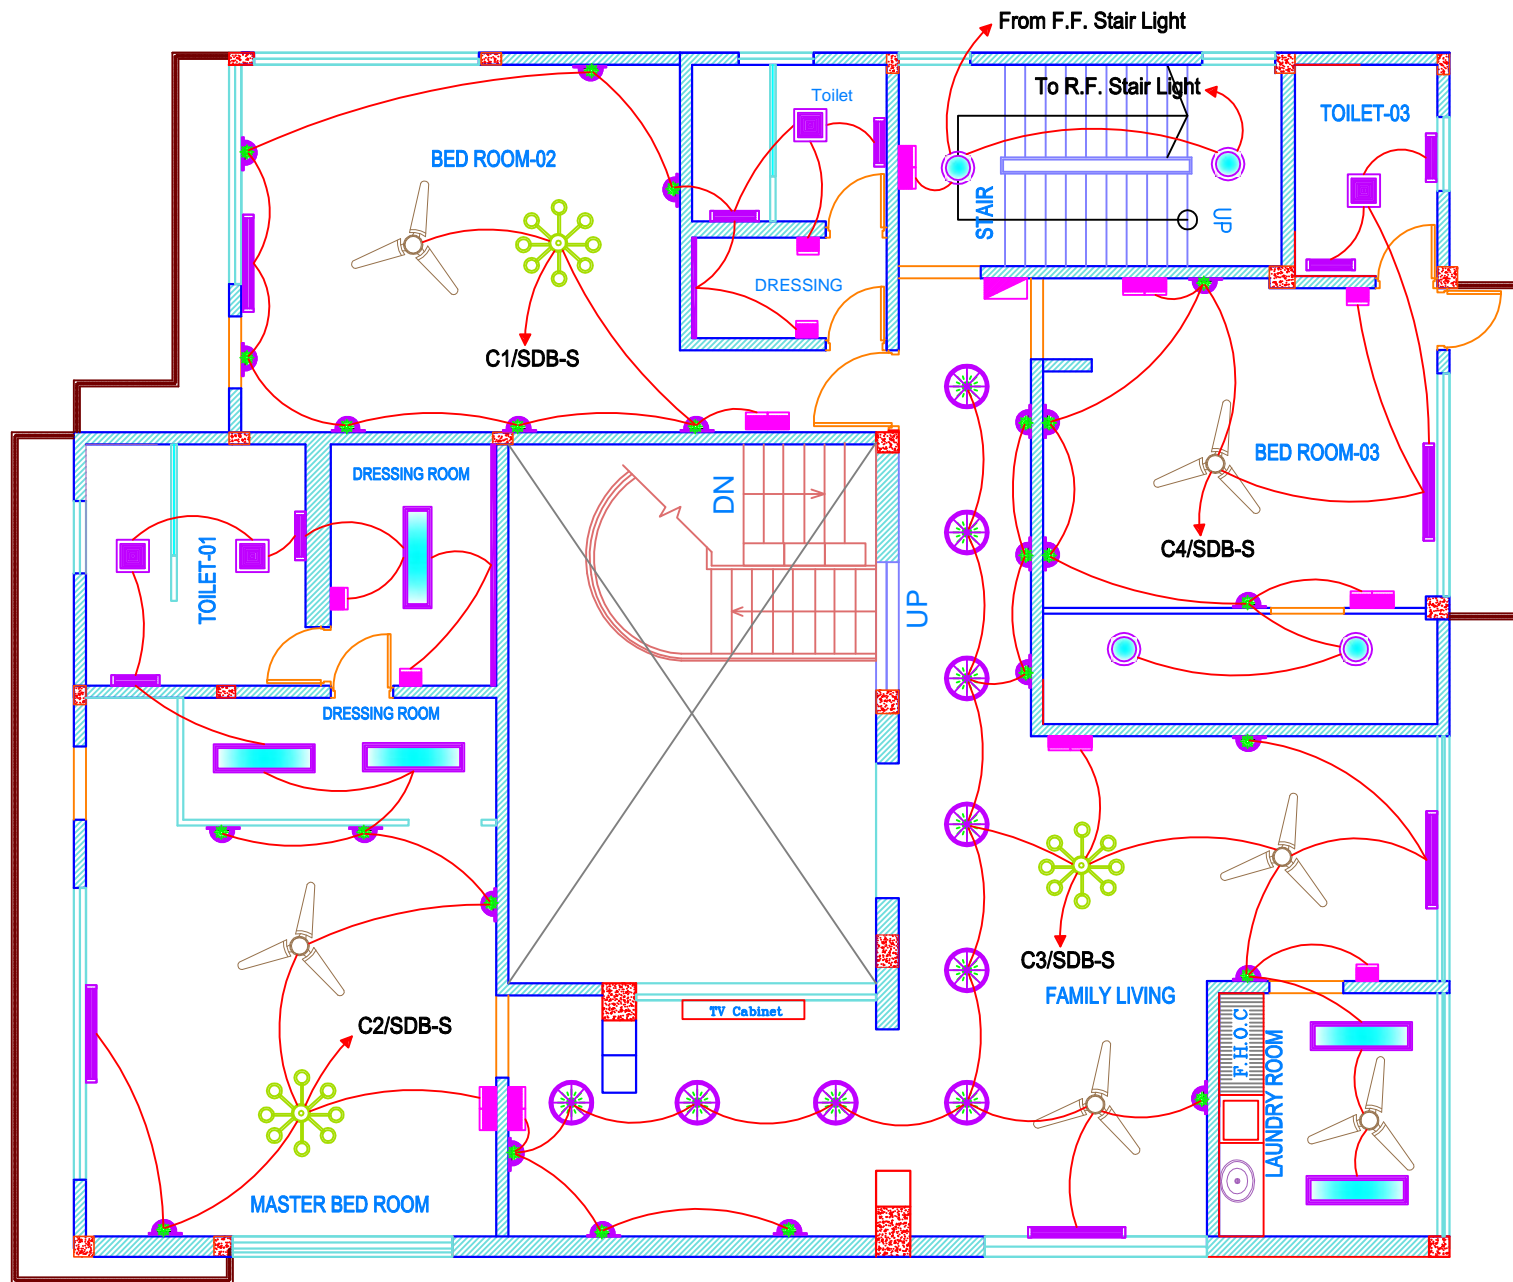 From F.F. Stair Light
To R.F. Stair Light
Toilet
TOILET-03
BED ROOM-02
STAIR
UP
DRESSING
C1/SDB-S
BED ROOM-03
DRESSING ROOM
DN
TOILET-01
C4/SDB-S
UP
DRESSING ROOM
C3/SDB-S
FAMILY LIVING
TV Cabinet
C2/SDB-S
F.H.O.C
LAUNDRY ROOM
MASTER BED ROOM